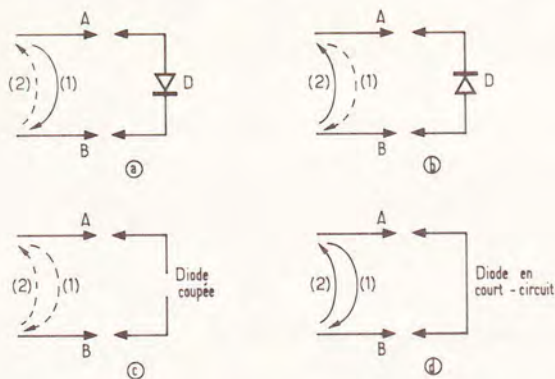 A
(2) (1) D
B
a
A
(2) (1) D
B
b
A
(2) (1) Diode
coupée
B
c
A
(2) (1) Diode en
court - circuit
B
d